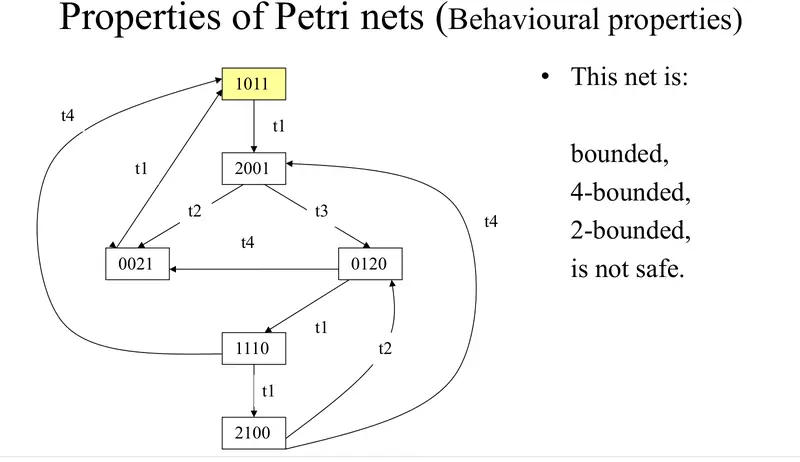 Properties of Petri nets (Behavioural properties)
1011
• This net is:
t4
t1
bounded,
t1
2001
4-bounded,
t2
t3
t4
2-bounded,
t4
0021
0120
is not safe.
t1
1110
t2
t1
2100